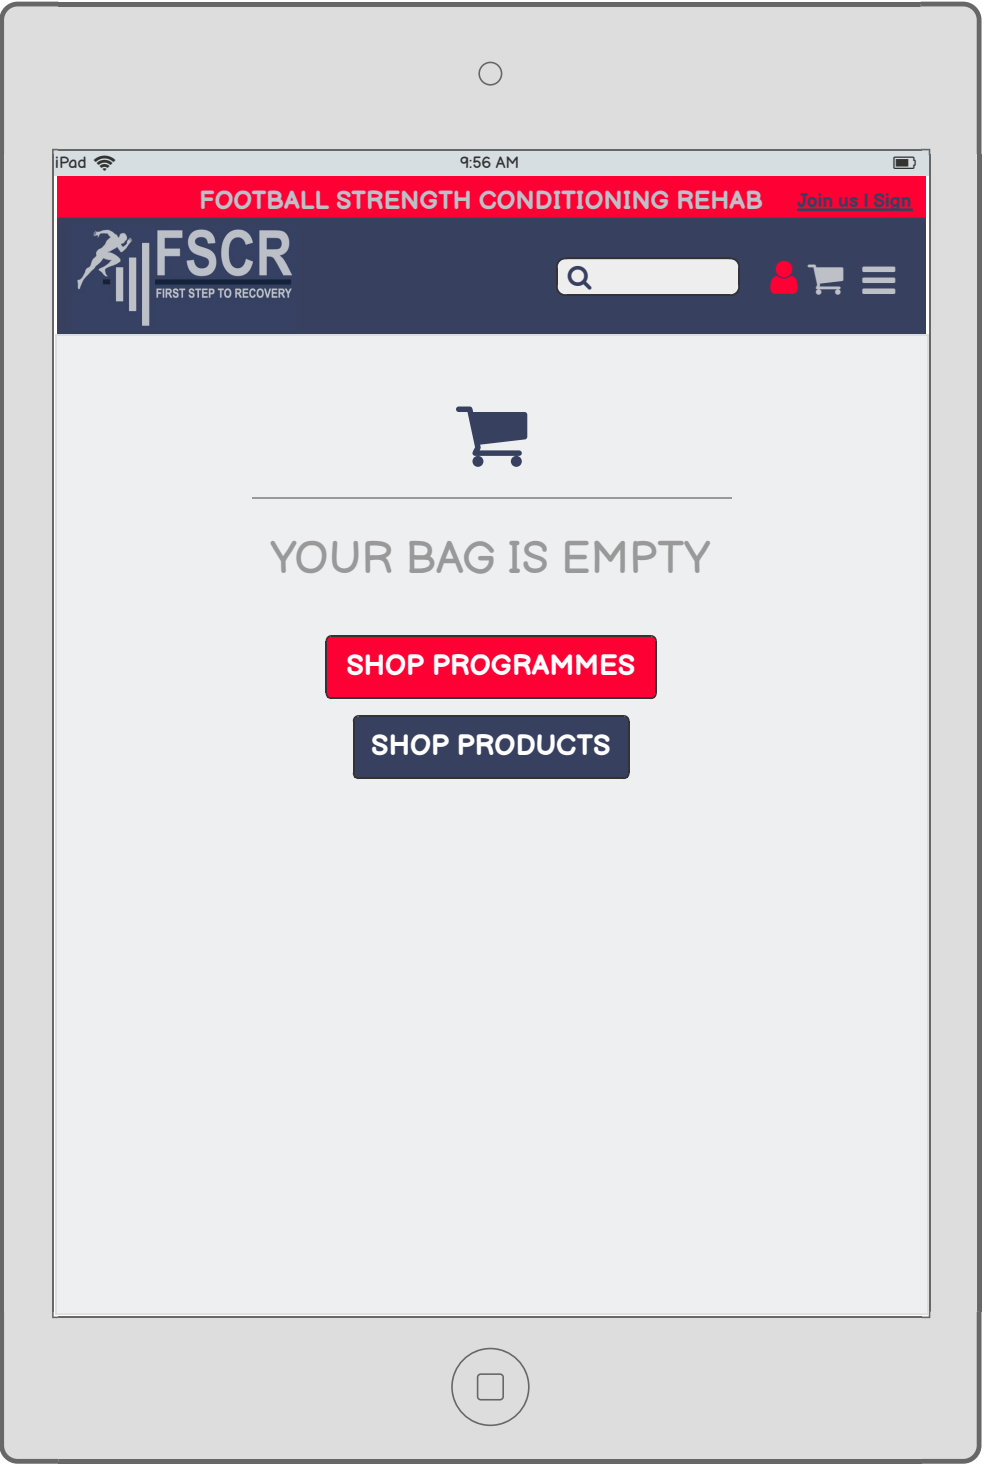 iPad
9:56 AM
FOOTBALL STRENGTH CONDITIONING REHAB
Join us | Sign
FSCR
FIRST STEP TO RECOVERY
YOUR BAG IS EMPTY
SHOP PROGRAMMES
SHOP PRODUCTS